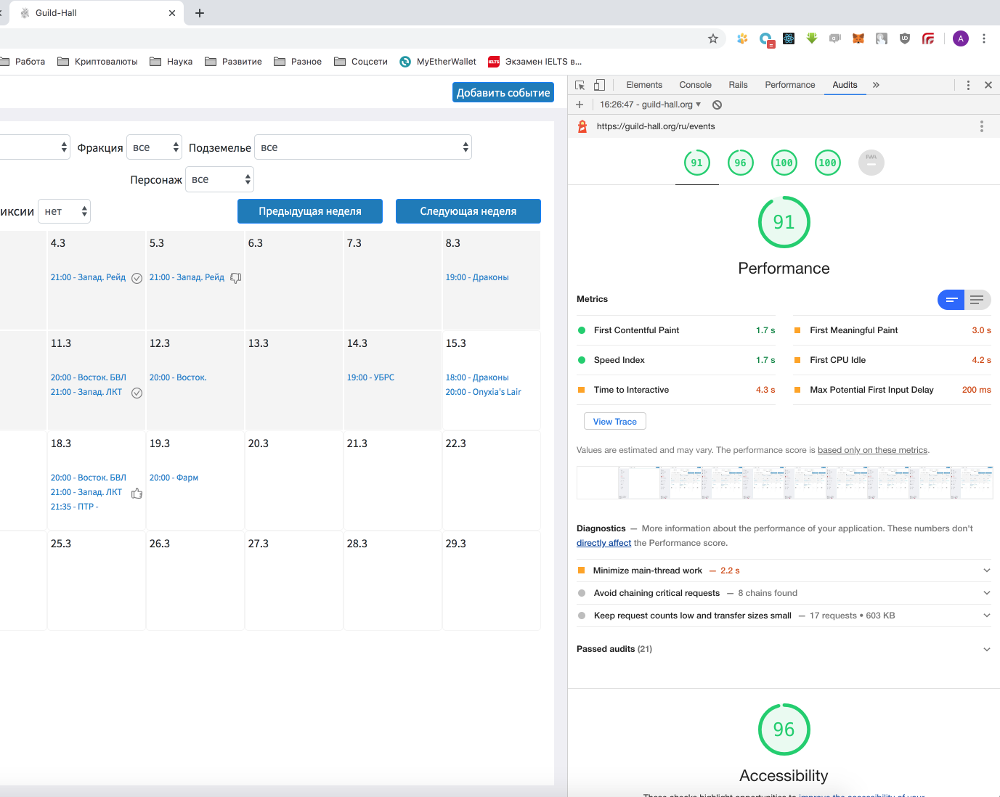 Guild-Hall
A
Работа
Криптовалюты
Наука
Развитие
Разное
Соцсети
MyEtherWallet
IELTS
Экзамен IELTS в...
Добавить событие
Фракция
все
Подземелье
все
Персонаж
все
иксии
нет
Предыдущая неделя
Следующая неделя
4.3
5.3
6.3
7.3
8.3
21:00 - Запад. Рейд
21:00 - Запад. Рейд
19:00 - Драконы
11.3
12.3
13.3
14.3
15.3
20:00 - Восток. БВЛ
20:00 - Восток.
19:00 - УБРС
18:00 - Драконы
21:00 - Запад. ЛКТ
20:00 - Onyxia's Lair
18.3
19.3
20.3
21.3
22.3
20:00 - Восток. БВЛ
20:00 - Фарм
21:00 - Запад. ЛКТ
21:35 - ПТР -
25.3
26.3
27.3
28.3
29.3
Elements
Console
Rails
Performance
Audits
16:26:47 - guild-hall.org
https://guild-hall.org/ru/events
91
96
100
100
PWA
91
Performance
Metrics
First Contentful Paint 1.7 s
First Meaningful Paint 3.0 s
Speed Index 1.7 s
First CPU Idle 4.2 s
Time to Interactive 4.3 s
Max Potential First Input Delay 200 ms
View Trace
Values are estimated and may vary. The performance score is based only on these metrics.
Diagnostics — More information about the performance of your application. These numbers don't
directly affect the Performance score.
Minimize main-thread work — 2.2 s
Avoid chaining critical requests — 8 chains found
Keep request counts low and transfer sizes small — 17 requests • 603 KB
Passed audits (21)
96
Accessibility
These checks highlight opportunities to improve the accessibility of your